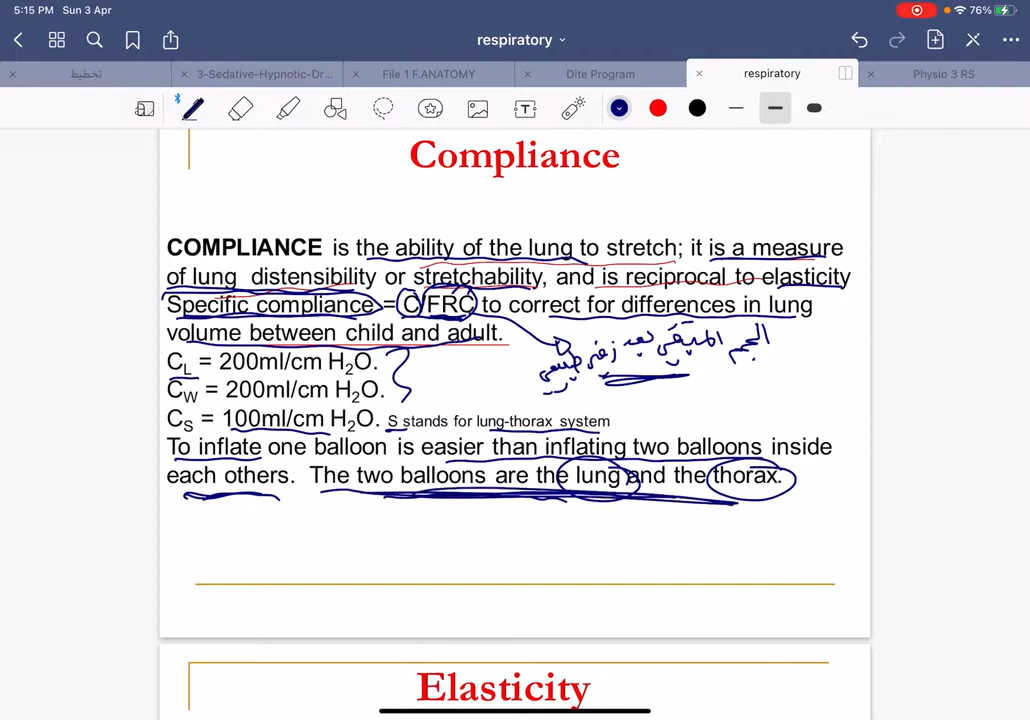 5:15 PM Sun 3 Apr
76%
respiratory
تخطيط
3-Sedative-Hypnotic-Dr...
File 1 F.ANATOMY
Dite Program
respiratory
Physio 3 RS
Compliance
COMPLIANCE is the ability of the lung to stretch; it is a measure
of lung distensibility or stretchability, and is reciprocal to elasticity
Specific compliance = C/FRC to correct for differences in lung
volume between child and adult.
الحجم المتبقي بعد زفير طبيعي
CL = 200ml/cm H2O.
CW = 200ml/cm H2O.
CS = 100ml/cm H2O. S stands for lung-thorax system
To inflate one balloon is easier than inflating two balloons inside
each others. The two balloons are the lung and the thorax.
Elasticity